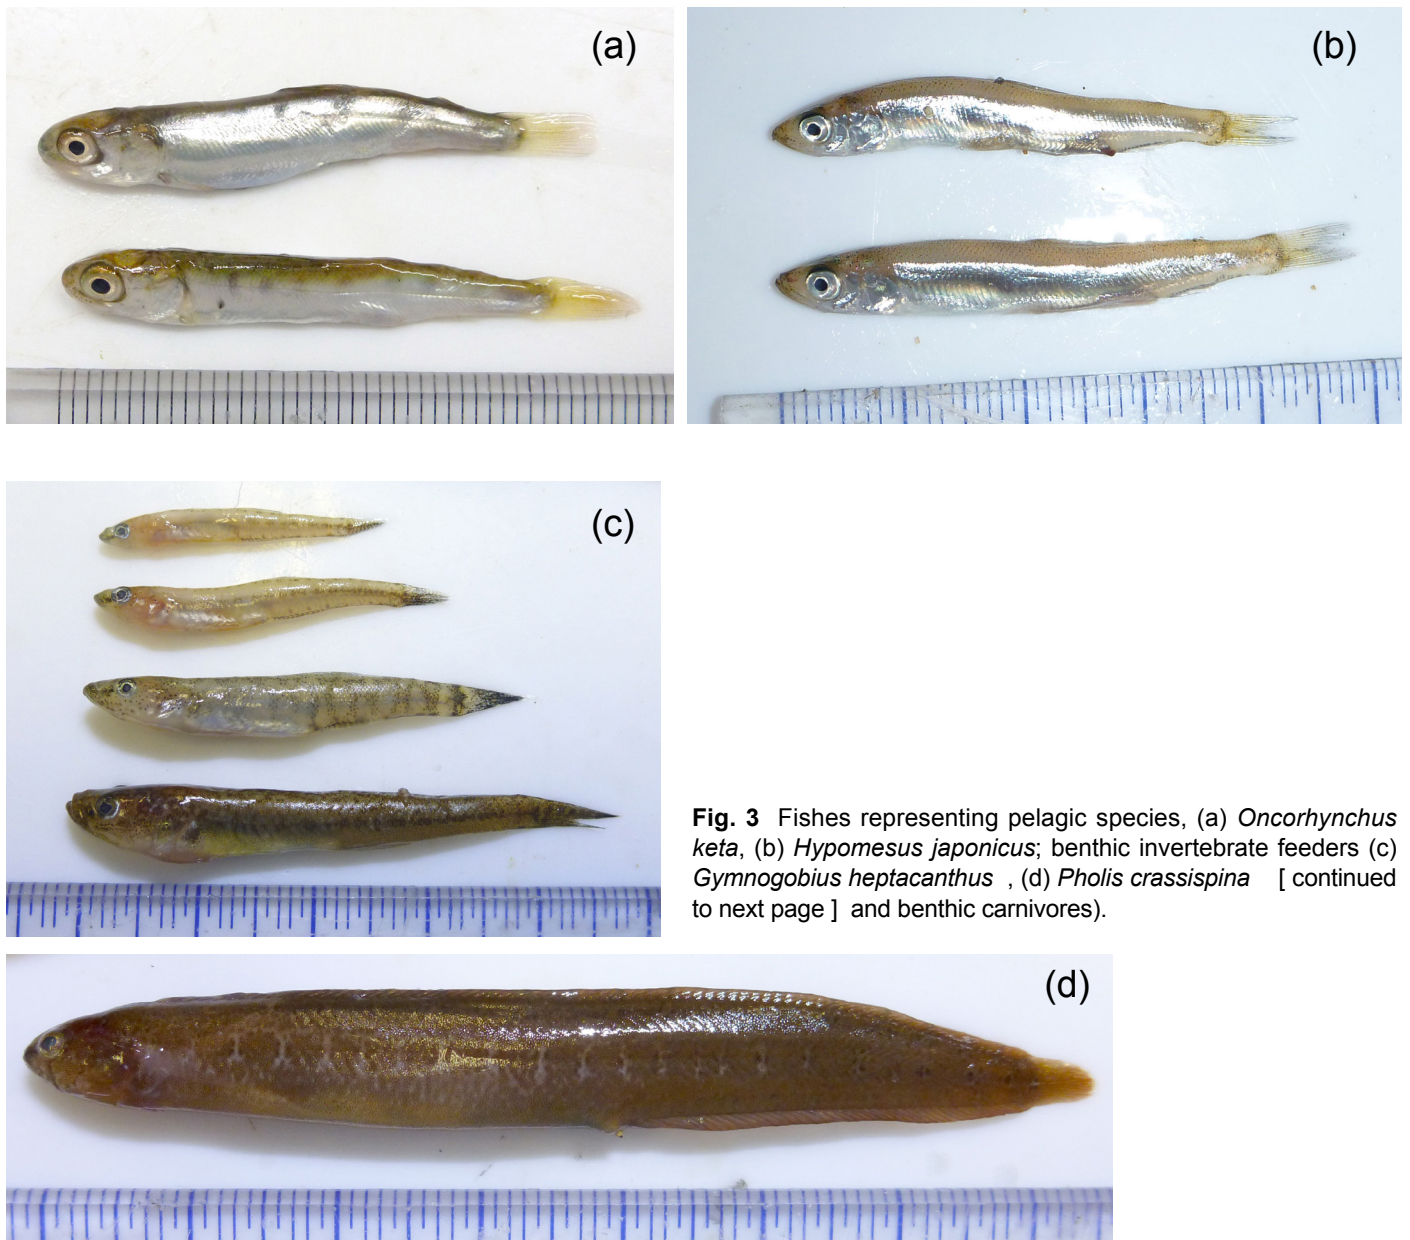 (a)
(b)
(c)
Fig. 3 Fishes representing pelagic species, (a) Oncorhynchus
keta, (b) Hypomesus japonicus; benthic invertebrate feeders (c)
Gymnogobius heptacanthus , (d) Pholis crassispina [ continued
to next page ] and benthic carnivores).
(d)